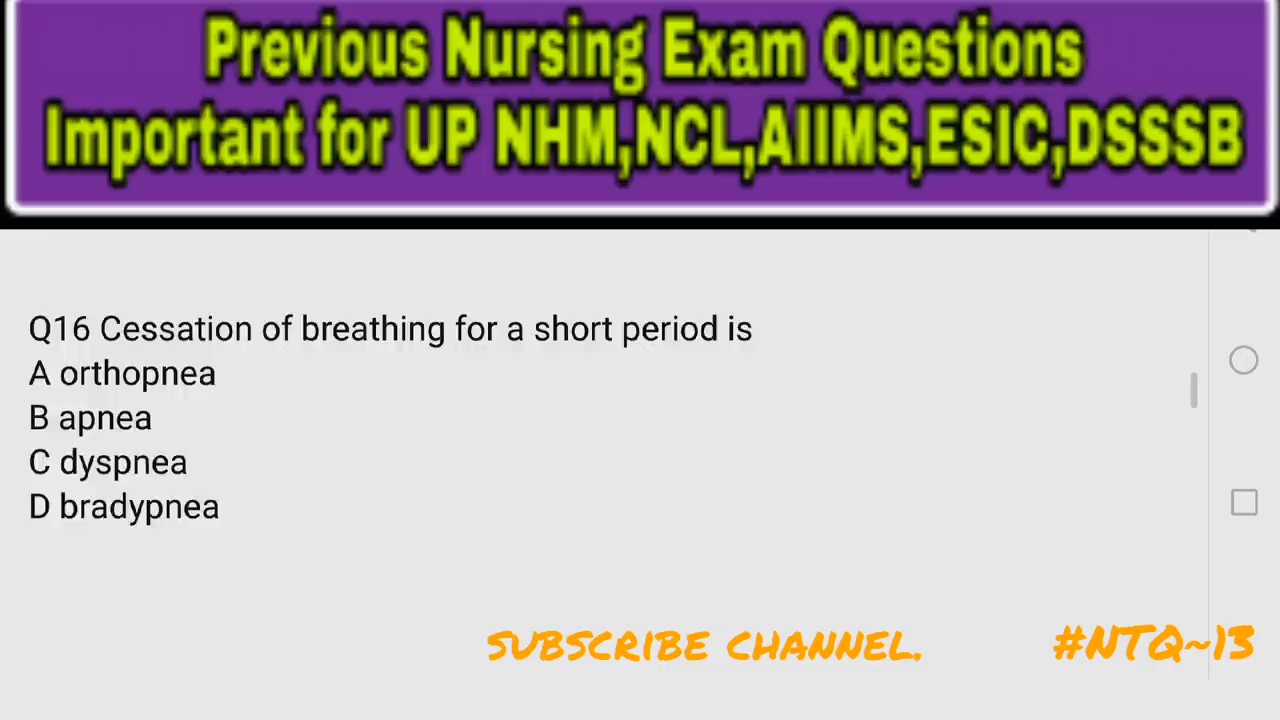 Previous Nursing Exam Questions
Important for UP NHM,NCL,AIIMS,ESIC,DSSSB
Q16 Cessation of breathing for a short period is
A orthopnea
B apnea
C dyspnea
D bradypnea
SUBSCRIBE CHANNEL. #NTQ~13